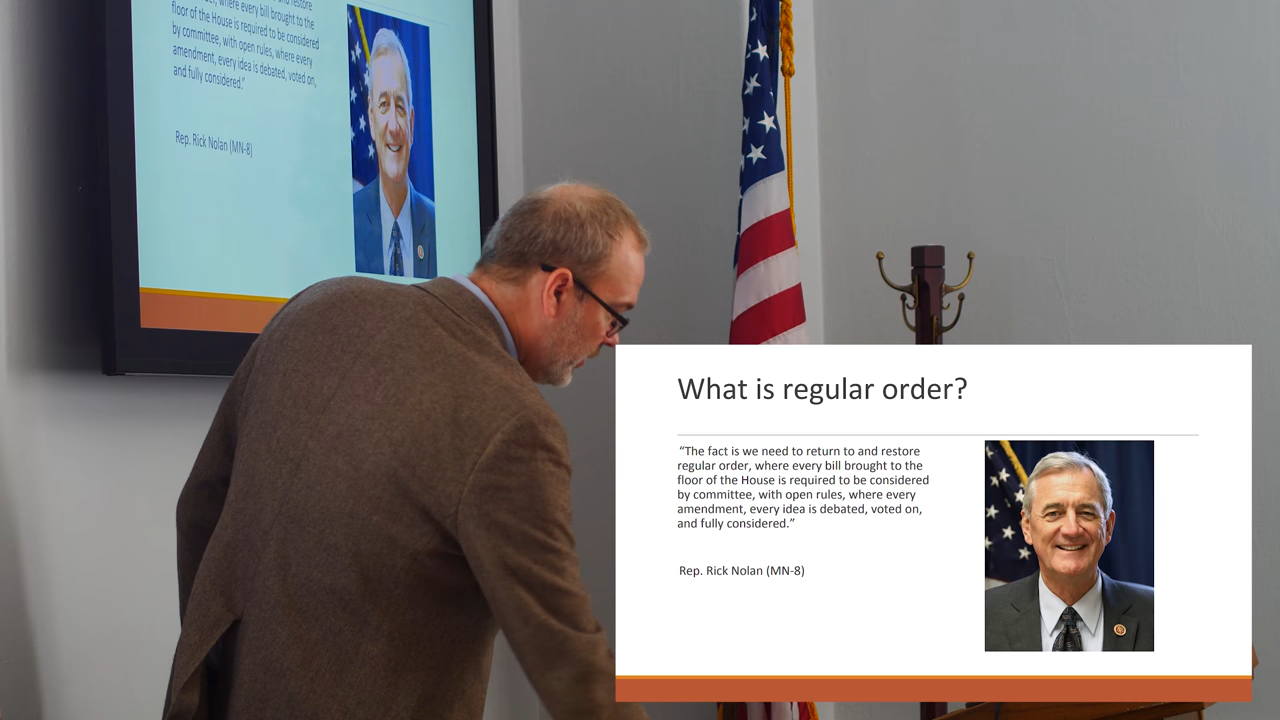 and restore
where every bill brought to the
floor of the House is required to be considered
by committee, with open rules, where every
amendment, every idea is debated, voted on,
and fully considered.”
Rep. Rick Nolan (MN-8)
What is regular order?
“The fact is we need to return to and restore
regular order, where every bill brought to the
floor of the House is required to be considered
by committee, with open rules, where every
amendment, every idea is debated, voted on,
and fully considered.”
Rep. Rick Nolan (MN-8)